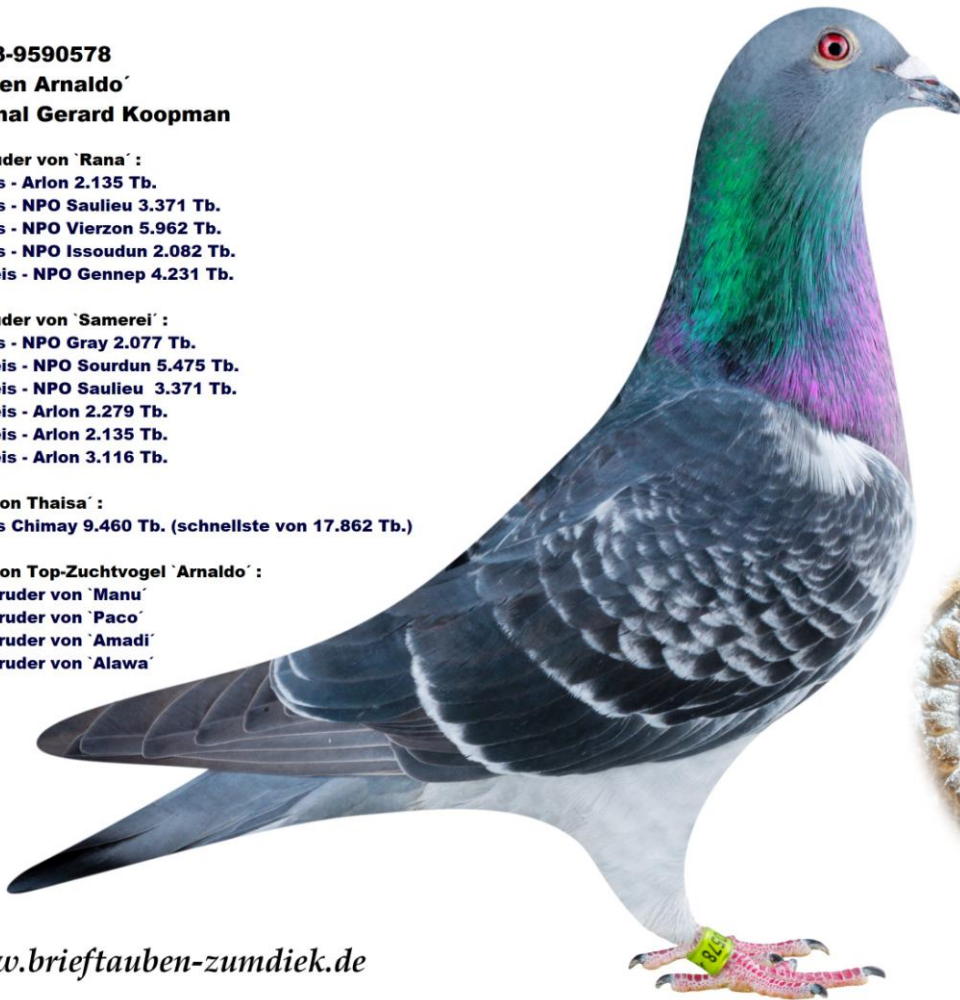 8-9590578
en Arnaldo´
nal Gerard Koopman
uder von `Rana´ :
s - Arlon 2.135 Tb.
s - NPO Saulieu 3.371 Tb.
s - NPO Vierzon 5.962 Tb.
s - NPO Issoudun 2.082 Tb.
eis - NPO Gennep 4.231 Tb.
uder von `Samerei´ :
s - NPO Gray 2.077 Tb.
eis - NPO Sourdun 5.475 Tb.
eis - NPO Saulieu  3.371 Tb.
eis - Arlon 2.279 Tb.
eis - Arlon 2.135 Tb.
eis - Arlon 3.116 Tb.
on Thaisa´ :
s Chimay 9.460 Tb. (schnellste von 17.862 Tb.)
on Top-Zuchtvogel `Arnaldo´ :
ruder von `Manu´
ruder von `Paco´
ruder von `Amadi´
ruder von `Alawa´
w.brieftauben-zumdiek.de
0578